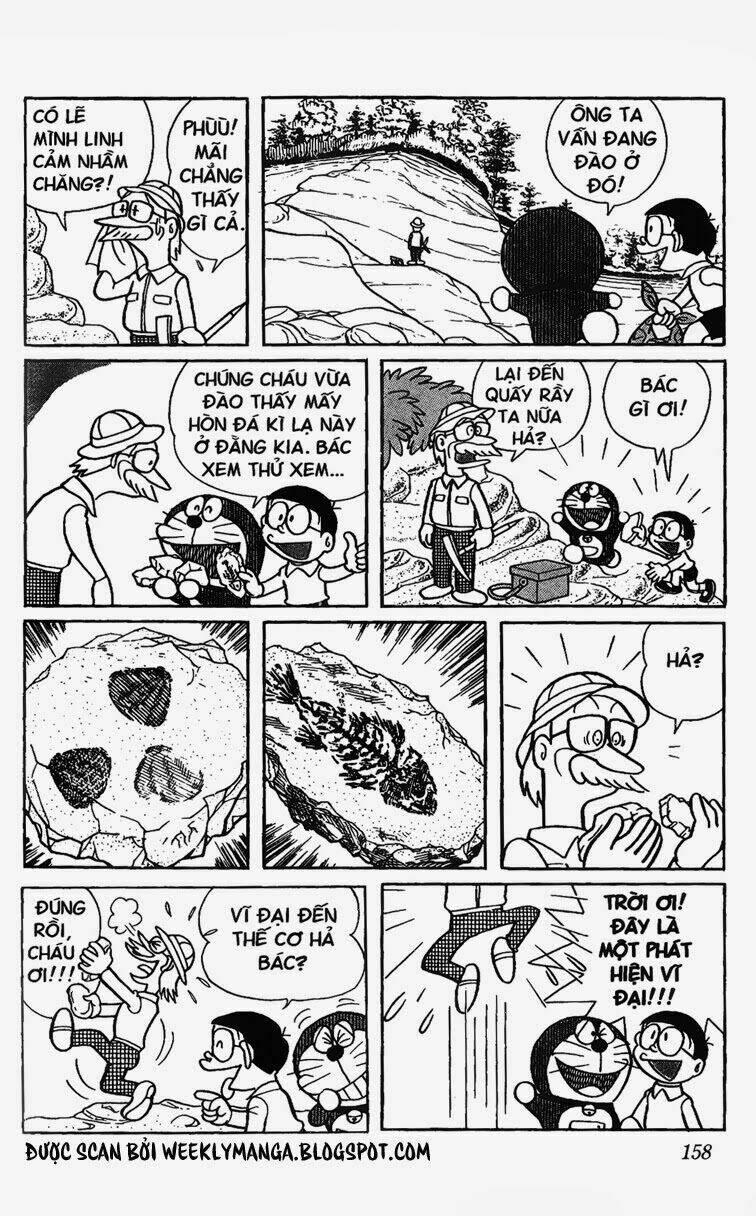 ÔNG TA
VẪN ĐANG
ĐÀO Ở
ĐÓ!
PHÙÙ!
MÃI
CHẲNG
THẤY
GÌ CẢ.
CÓ LẼ
MÌNH LINH
CẢM NHẦM
CHĂNG?!
BÁC
GÌ ƠI!
LẠI ĐẾN
QUẤY RẦY
TA NỮA
HẢ?
CHÚNG CHÁU VỪA
ĐÀO THẤY MẤY
HÒN ĐÁ KÌ LẠ NÀY
Ở ĐẰNG KIA. BÁC
XEM THỬ XEM...
HẢ?
TRỜI ƠI!
ĐÂY LÀ
MỘT PHÁT
HIỆN VĨ
ĐẠI!!!
VĨ ĐẠI ĐẾN
THẾ CƠ HẢ
BÁC?
ĐÚNG
RỒI,
CHÁU
ƠI!!!
ĐƯỢC SCAN BỞI WEEKLYMANGA.BLOGSPOT.COM
158